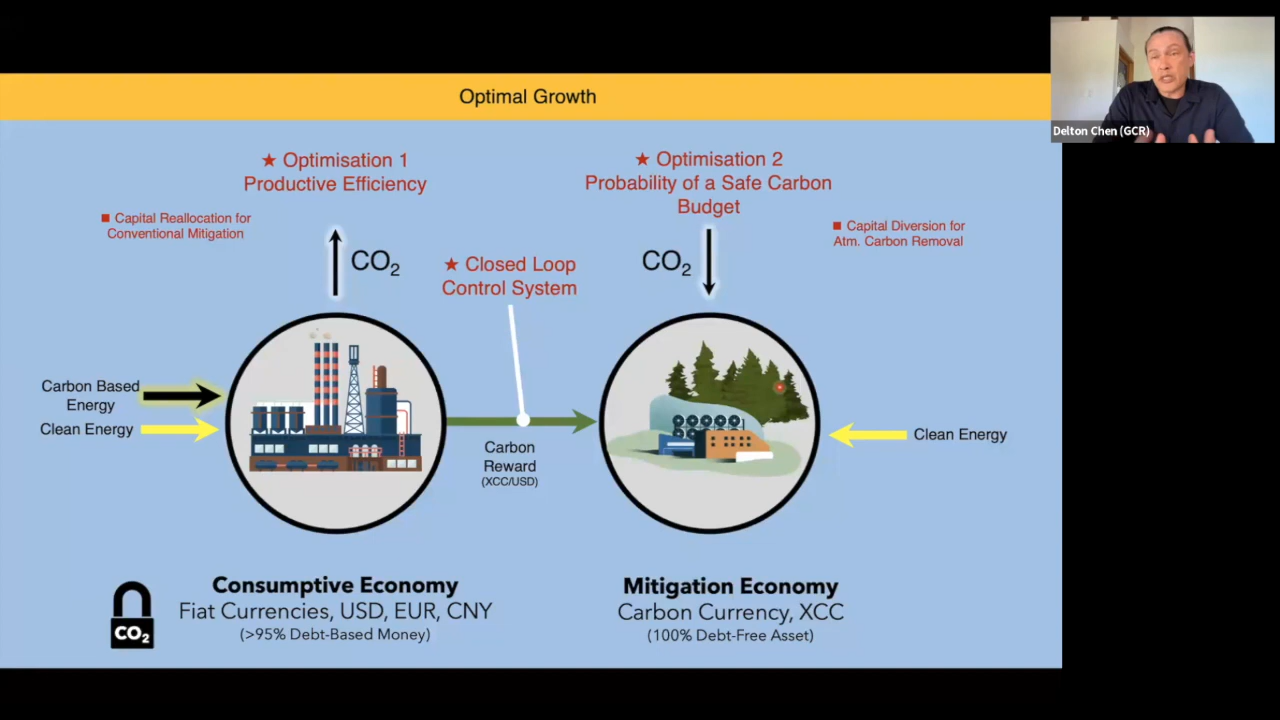 Optimal Growth
★ Optimisation 1
Productive Efficiency
★ Optimisation 2
Probability of a Safe Carbon
Budget
■ Capital Reallocation for
Conventional Mitigation
■ Capital Diversion for
Atm. Carbon Removal
CO₂
★ Closed Loop
Control System
CO₂
Carbon Based
Energy
Clean Energy
Carbon
Reward
(XCC/USD)
Clean Energy
CO₂
Consumptive Economy
Fiat Currencies, USD, EUR, CNY
(>95% Debt-Based Money)
Mitigation Economy
Carbon Currency, XCC
(100% Debt-Free Asset)
Delton Chen (GCR)